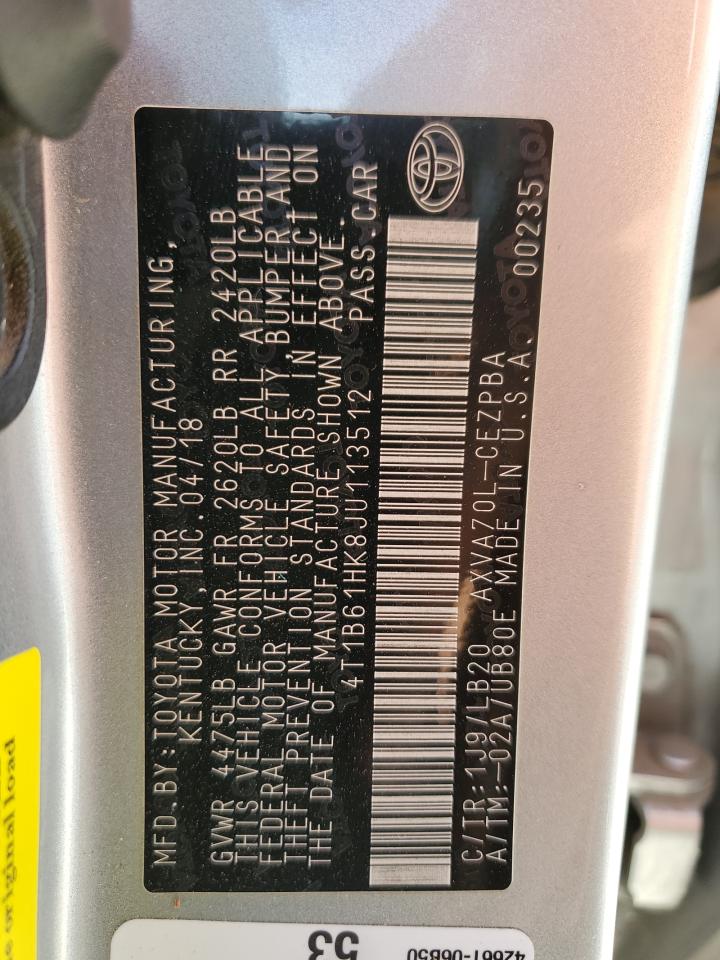 MFD.BY:TOYOTA MOTOR MANUFACTURING,
KENTUCKY,INC.04/18
GVWR 4475LB GAWR FR 2620LB RR 2420LB
THIS VEHICLE CONFORMS TO ALL APPLICABLE
FEDERAL MOTOR VEHICLE SAFETY, BUMPER,AND
THEFT PREVENTION STANDARDS IN EFFECT ON
THE DATE OF MANUFACTURE SHOWN ABOVE.
4T1B61HK8JU113512 PASS.CAR
C/TR:1J9/LB20 AXVA70L-CEZPBA
A/TM:-02A/UB80E MADE IN U.S.A. 00235
e original load
53
42661-06B50